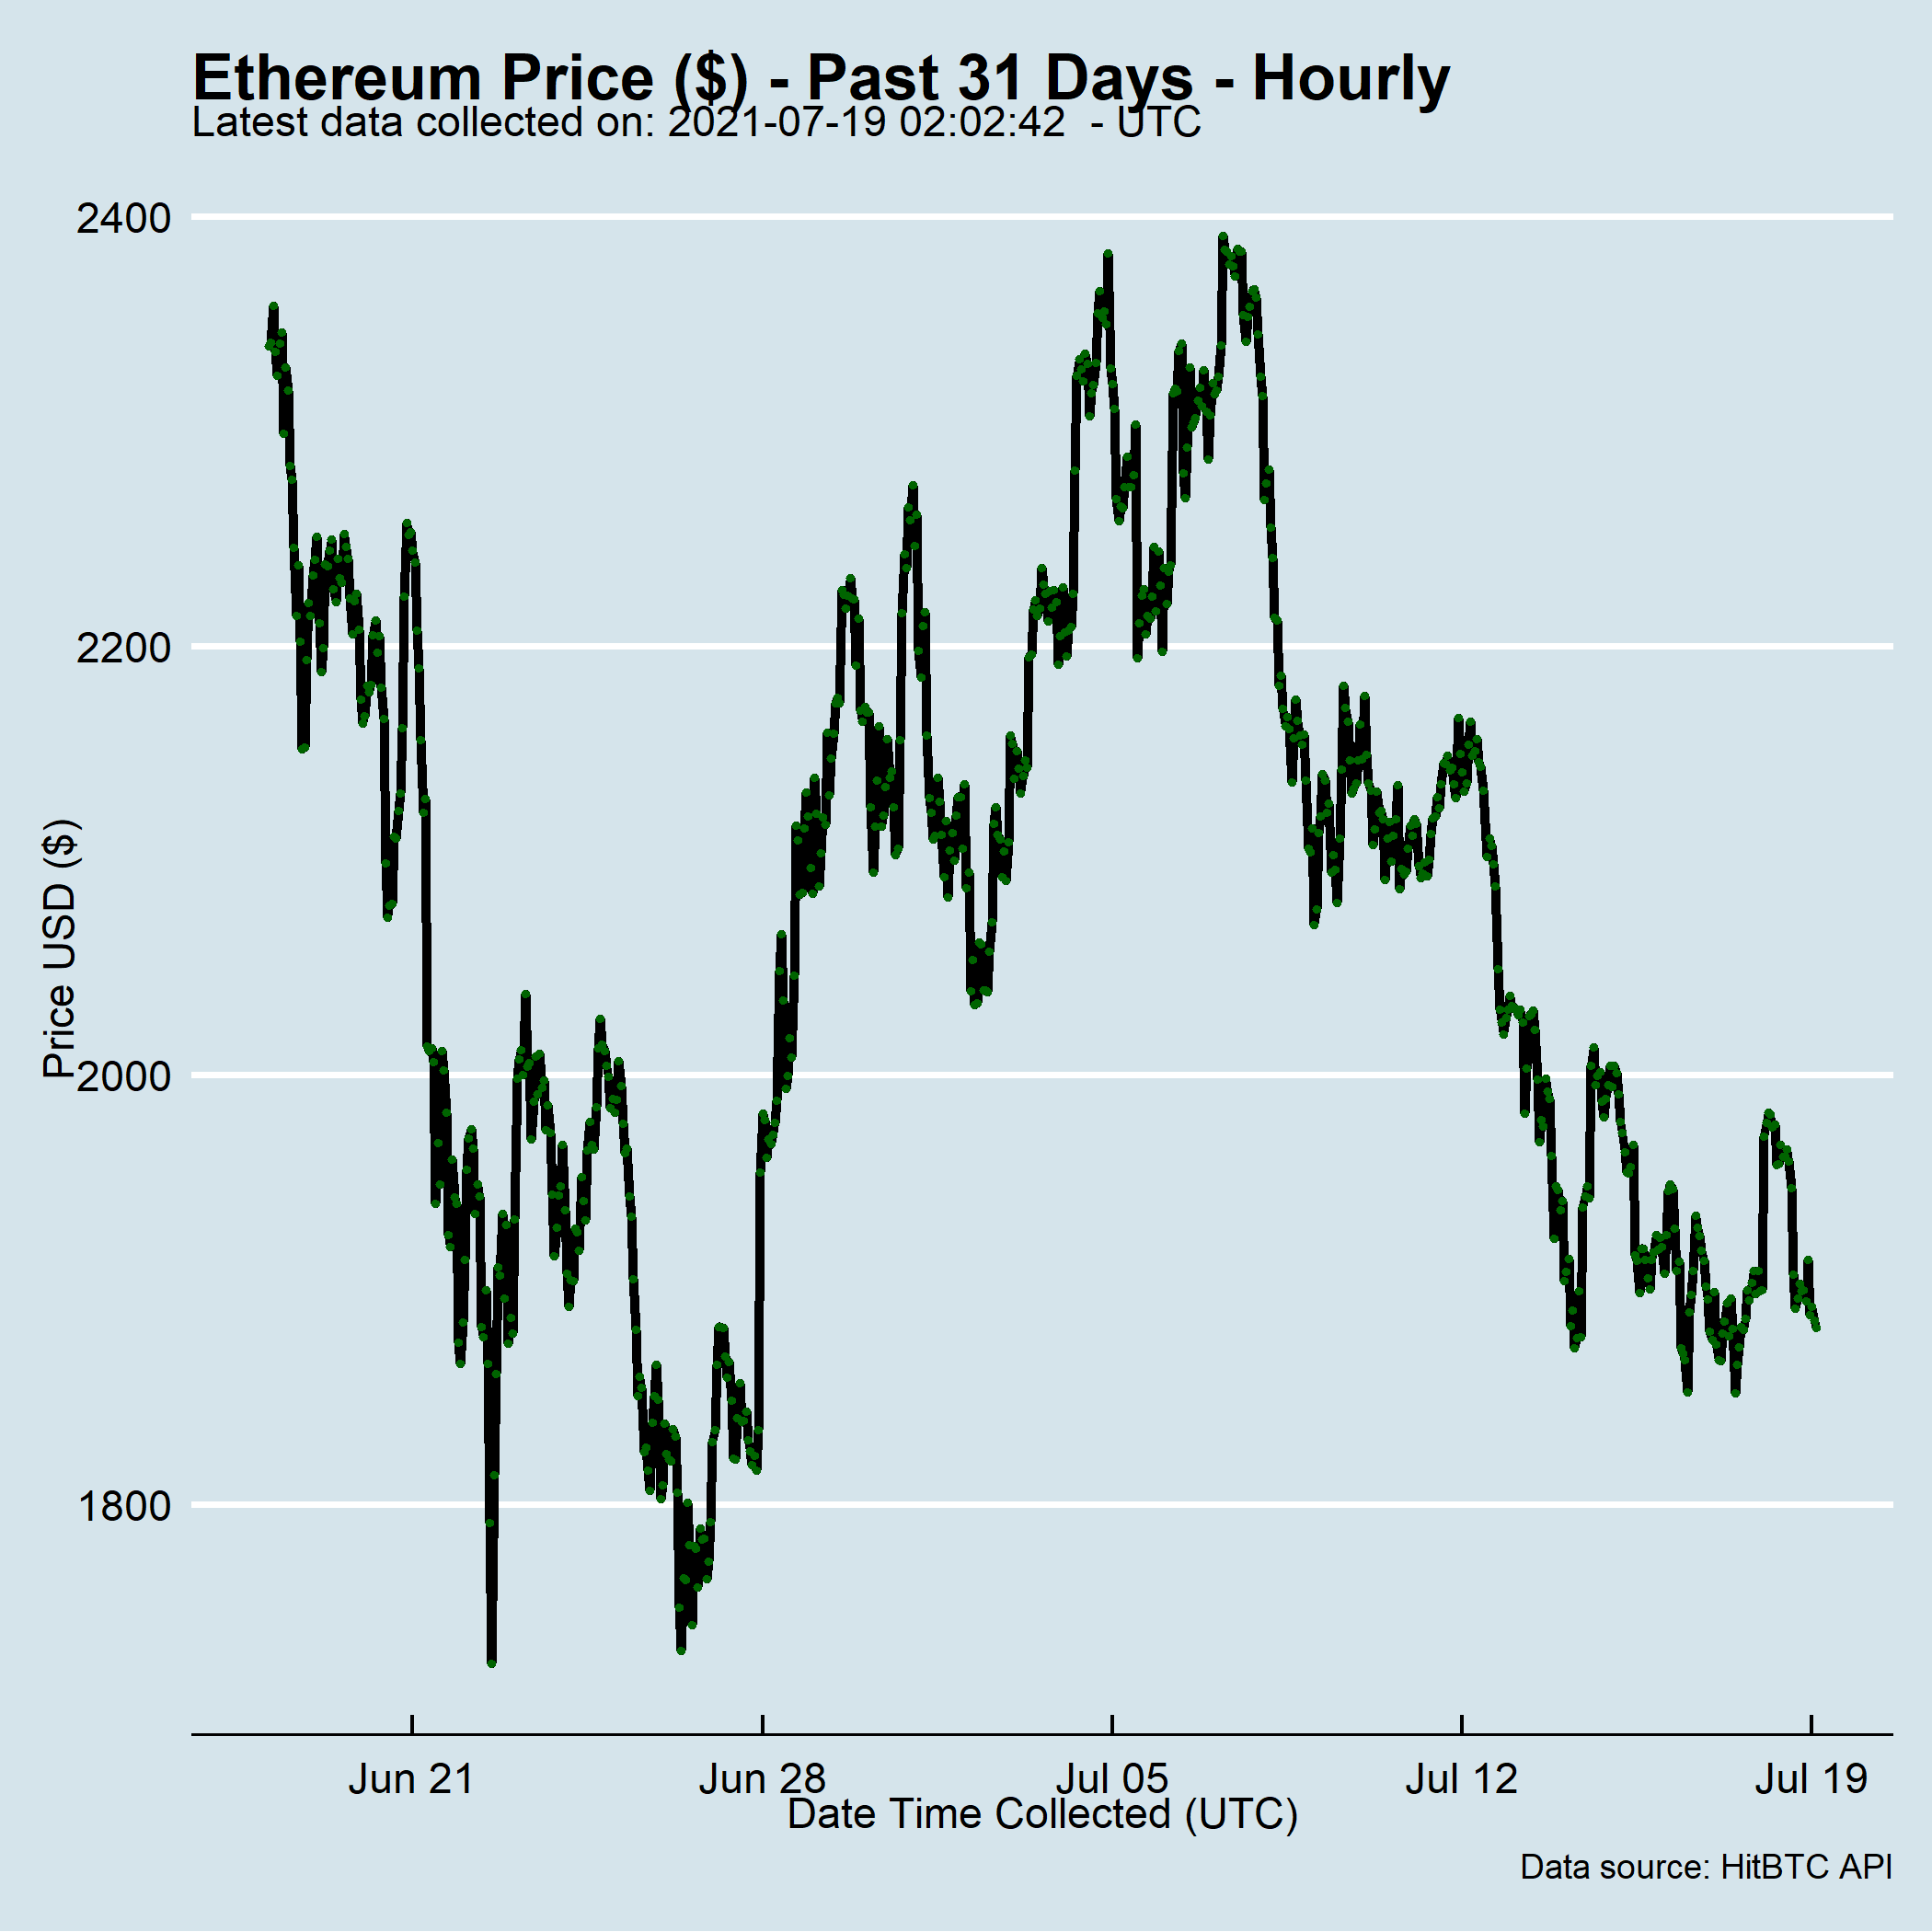 Ethereum Price ($) - Past 31 Days - Hourly
Latest data collected on: 2021-07-19 02:02:42  - UTC
2400
2200
2000
1800
Price USD ($)
Jun 21
Jun 28
Jul 05
Jul 12
Jul 19
Date Time Collected (UTC)
Data source: HitBTC API